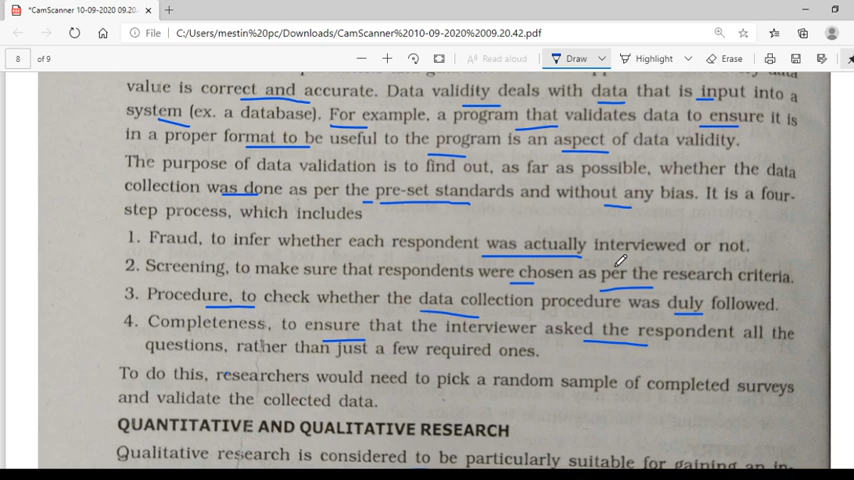 *CamScanner 10-09-2020 09.20.
File C:/Users/mestin%20pc/Downloads/CamScanner%2010-09-2020%2009.20.42.pdf
8 of 9 Read aloud Draw Highlight Erase
value is correct and accurate. Data validity deals with data that is input into a
system (ex. a database). For example, a program that validates data to ensure it is
in a proper format to be useful to the program is an aspect of data validity.
The purpose of data validation is to find out, as far as possible, whether the data
collection was done as per the pre-set standards and without any bias. It is a four-
step process, which includes
1. Fraud, to infer whether each respondent was actually interviewed or not.
2. Screening, to make sure that respondents were chosen as per the research criteria.
3. Procedure, to check whether the data collection procedure was duly followed.
4. Completeness, to ensure that the interviewer asked the respondent all the
questions, rather than just a few required ones.
To do this, researchers would need to pick a random sample of completed surveys
and validate the collected data.
QUANTITATIVE AND QUALITATIVE RESEARCH
Qualitative research is considered to be particularly suitable for gaining an in-